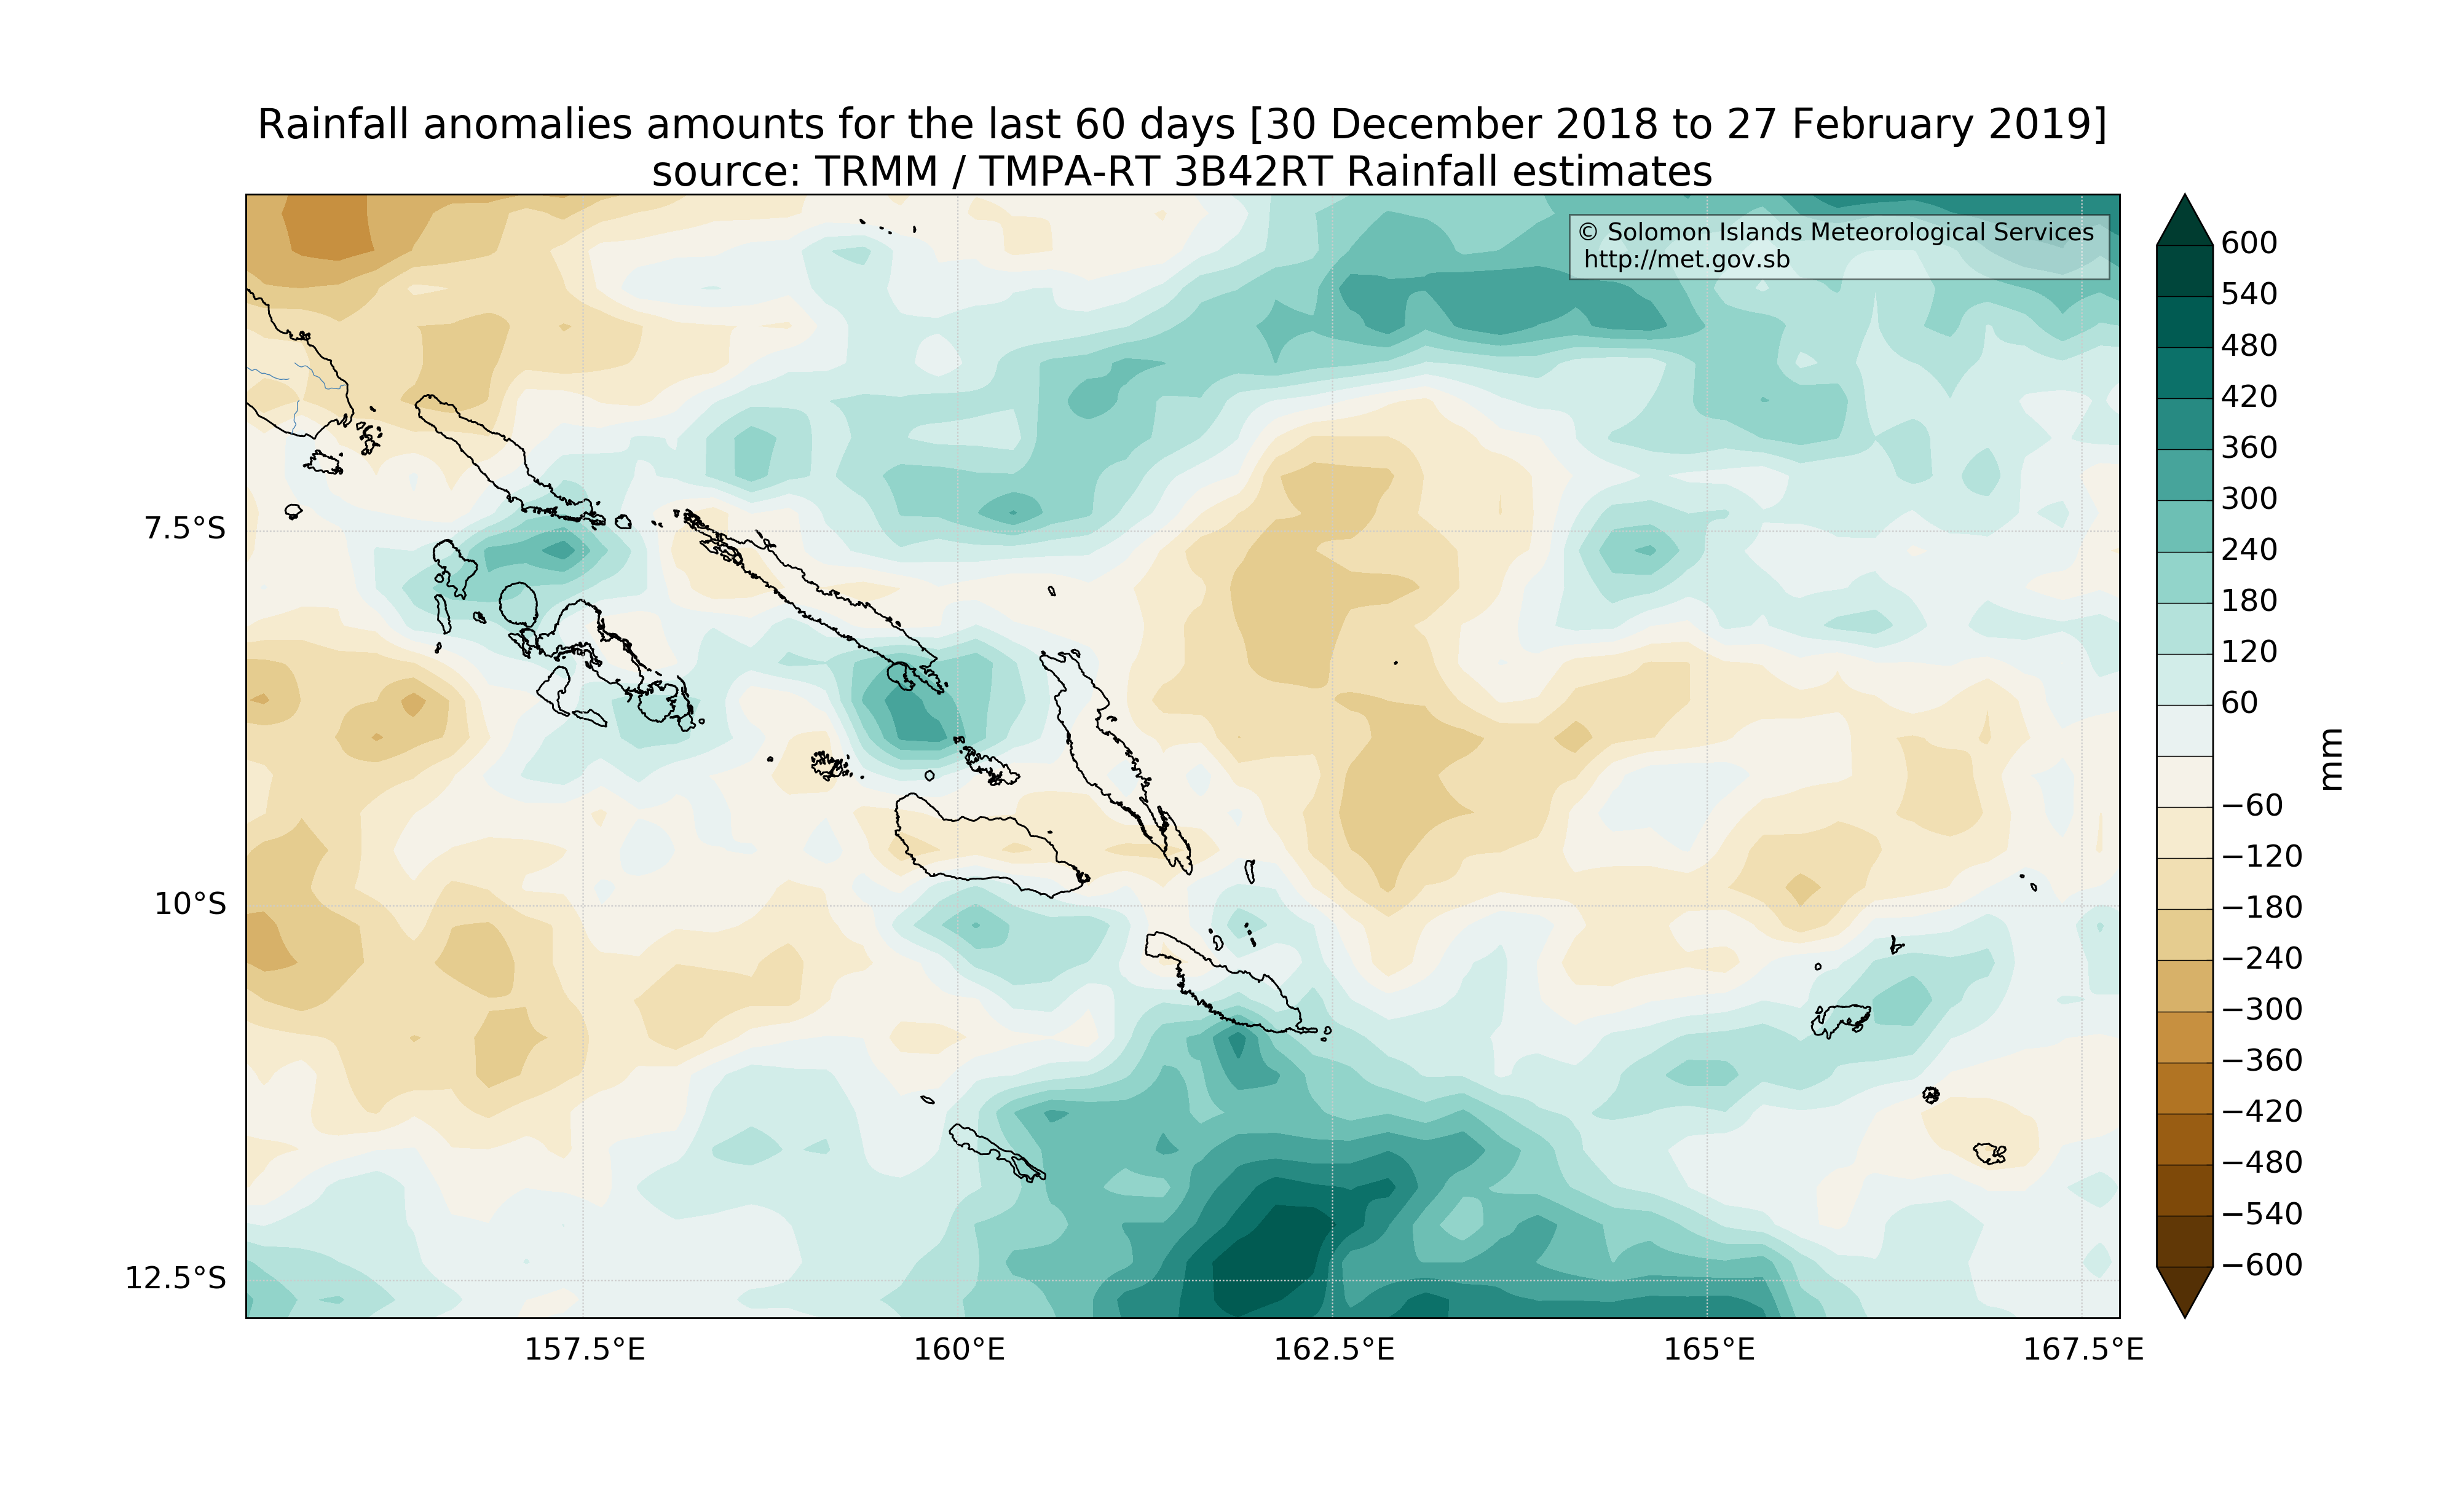 Rainfall anomalies amounts for the last 60 days [30 December 2018 to 27 February 2019]
source: TRMM / TMPA-RT 3B42RT Rainfall estimates
© Solomon Islands Meteorological Services
http://met.gov.sb
7.5°S
10°S
12.5°S
157.5°E
160°E
162.5°E
165°E
167.5°E
600
540
480
420
360
300
240
180
120
60
−60
−120
−180
−240
−300
−360
−420
−480
−540
−600
mm